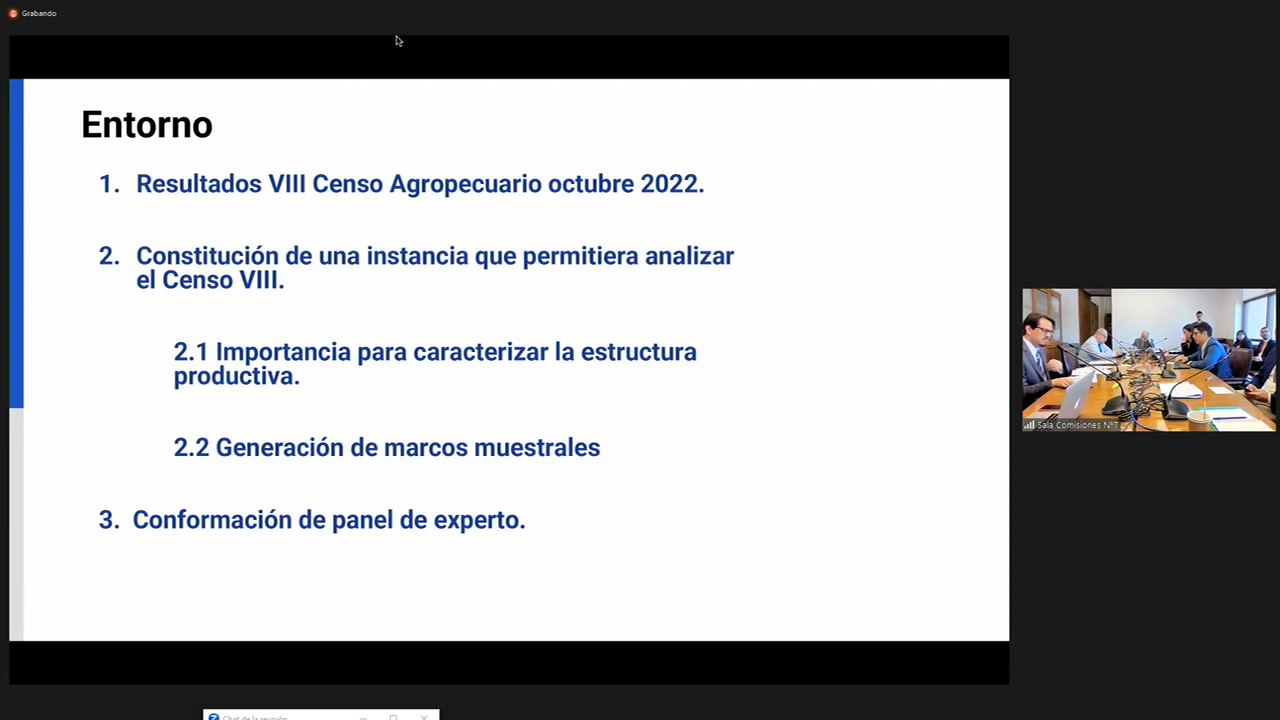 Grabando
Entorno
1. Resultados VIII Censo Agropecuario octubre 2022.
2. Constitución de una instancia que permitiera analizar
el Censo VIII.
2.1 Importancia para caracterizar la estructura
productiva.
2.2 Generación de marcos muestrales
3. Conformación de panel de experto.
Sala Comisiones N°7
Chat de la reunión